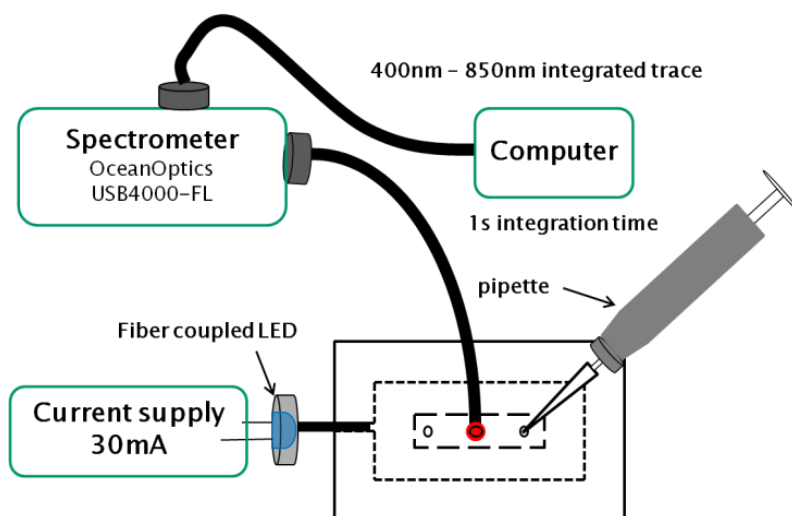 400nm – 850nm integrated trace
Spectrometer
OceanOptics
USB4000-FL
Computer
1s integration time
pipette
Fiber coupled LED
Current supply
30mA